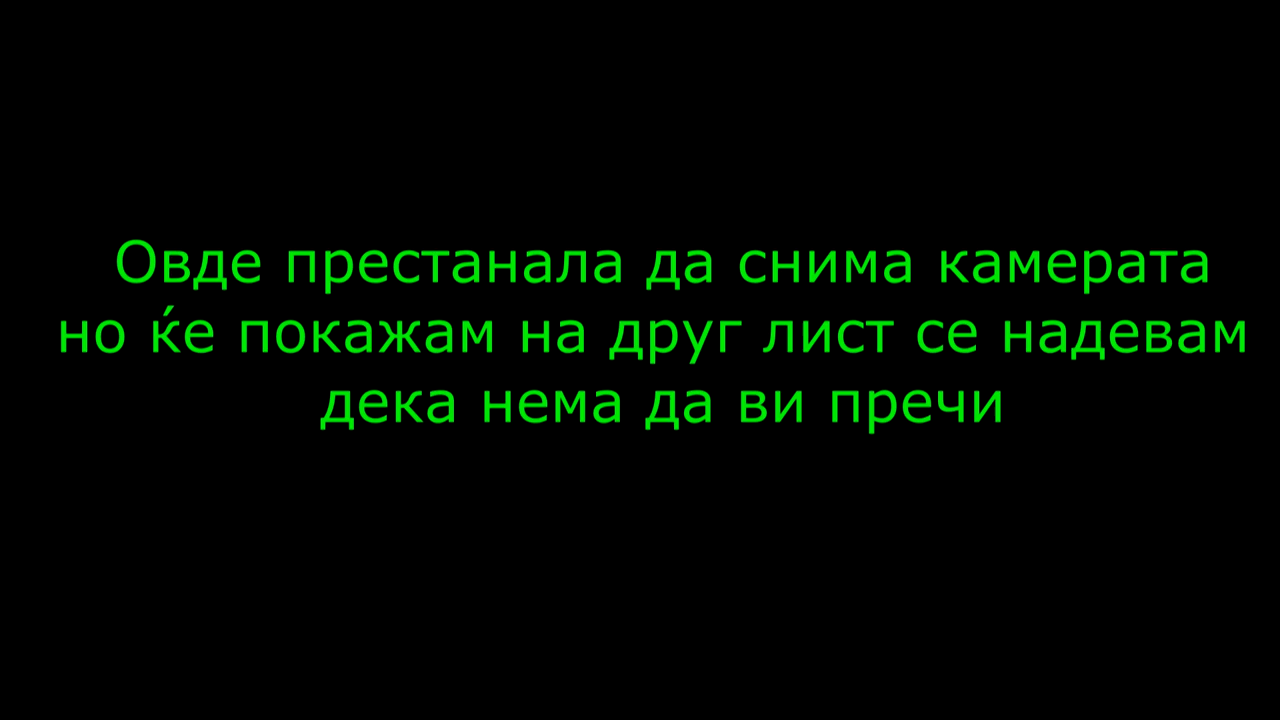 Овде престанала да снима камерата
но ќе покажам на друг лист се надевам
дека нема да ви пречи